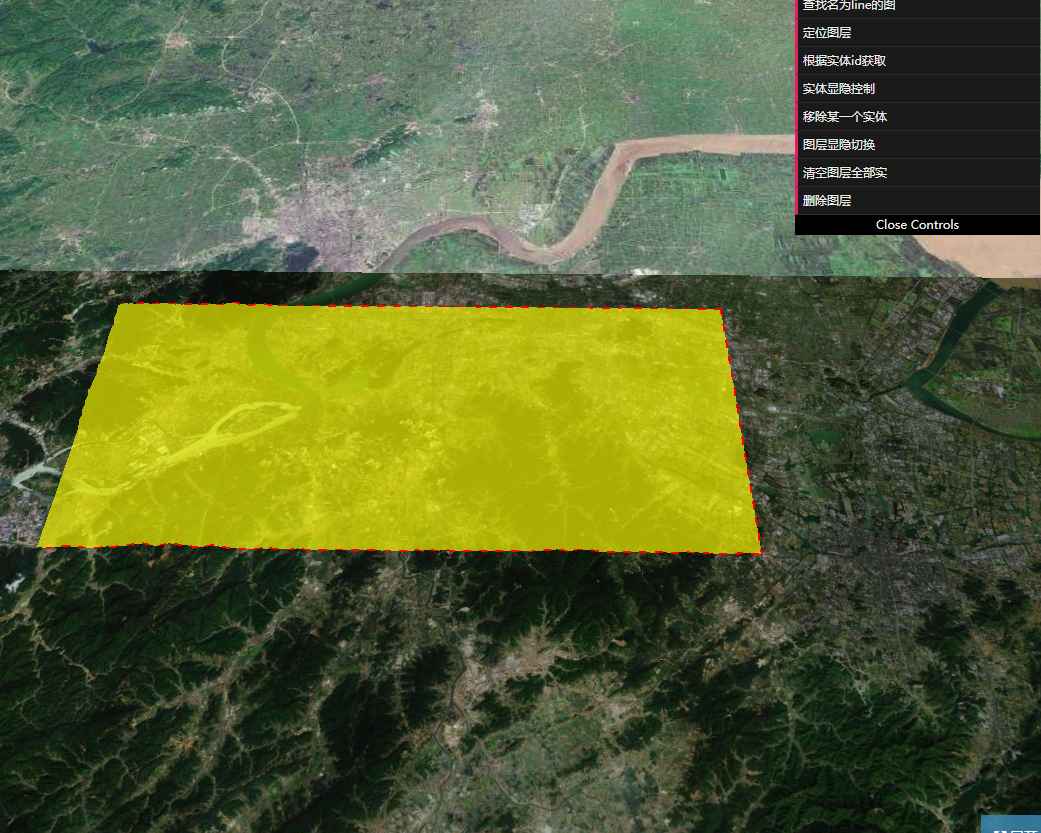 查找名为line的图
定位图层
根据实体id获取
实体显隐控制
移除某一个实体
图层显隐切换
清空图层全部实
删除图层
Close Controls